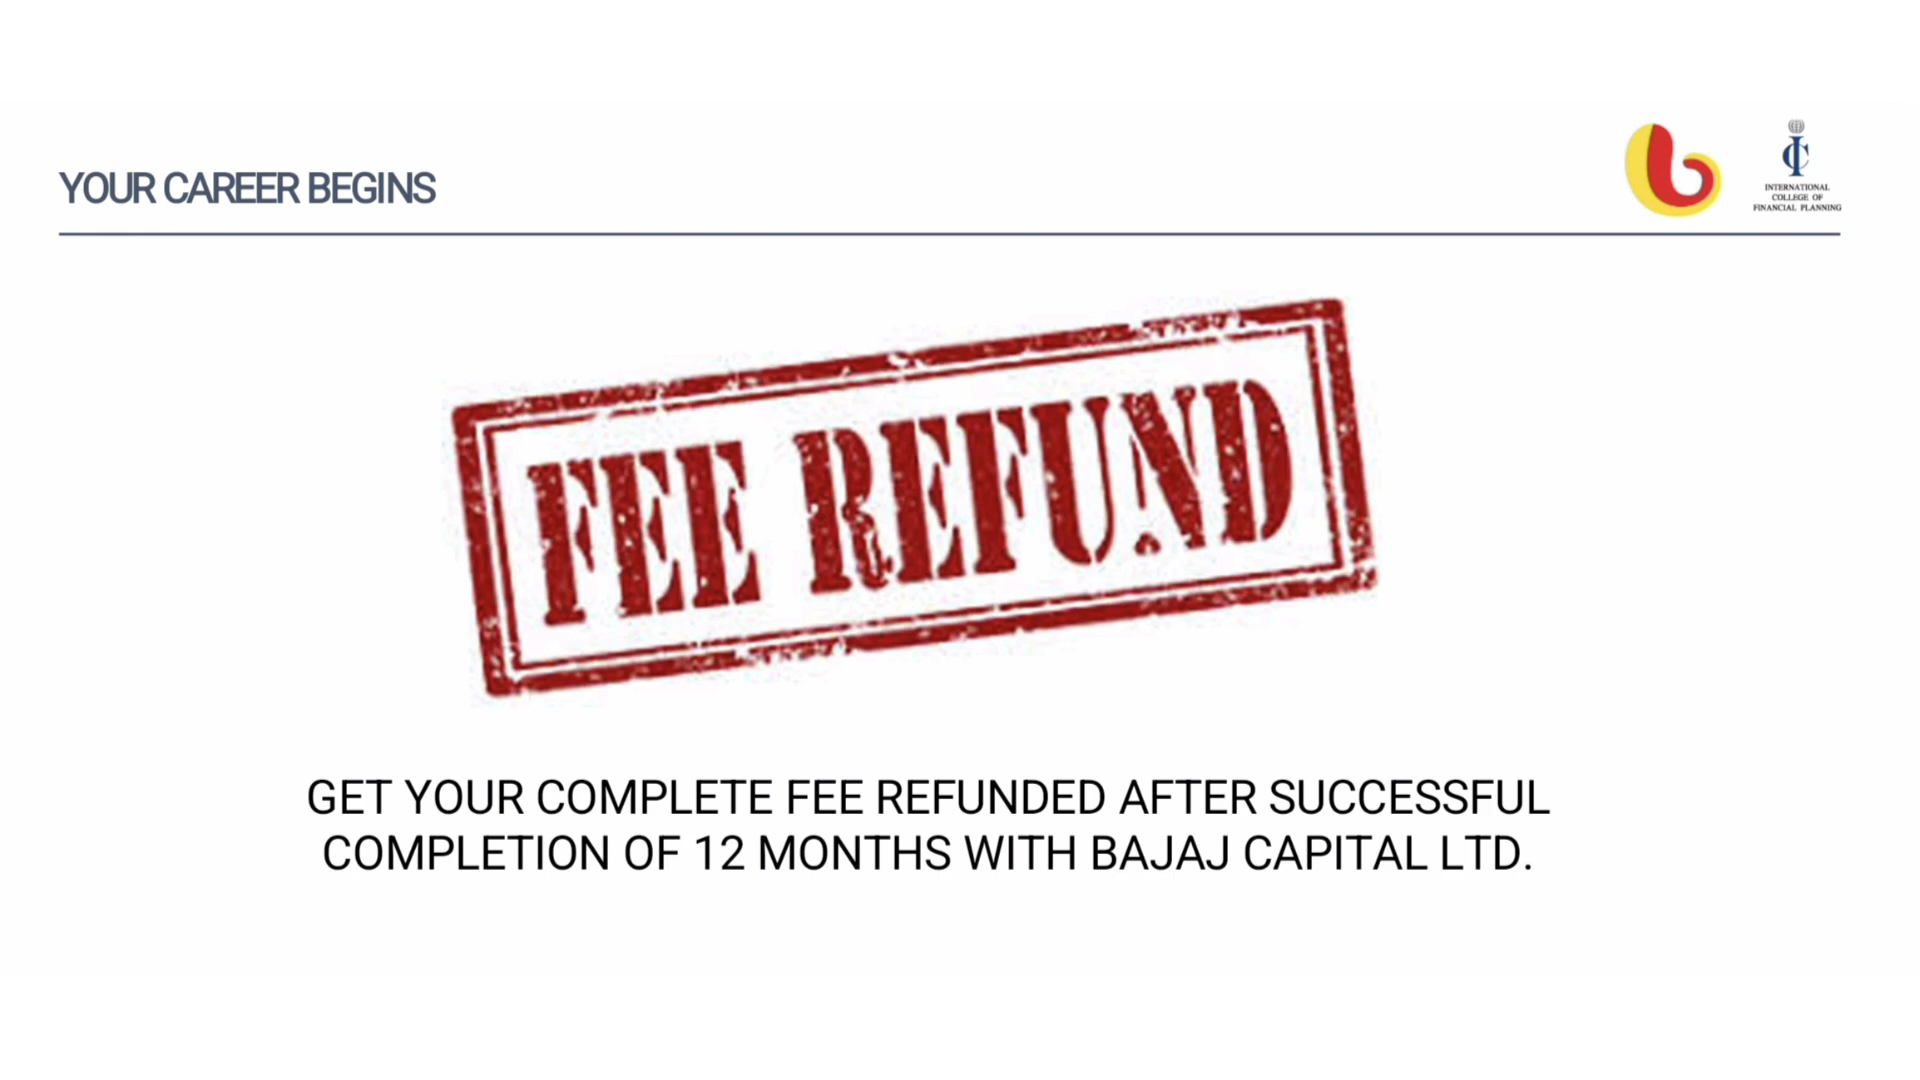 YOUR CAREER BEGINS
INTERNATIONAL
COLLEGE OF
FINANCIAL PLANNING
FEE REFUND
GET YOUR COMPLETE FEE REFUNDED AFTER SUCCESSFUL
COMPLETION OF 12 MONTHS WITH BAJAJ CAPITAL LTD.